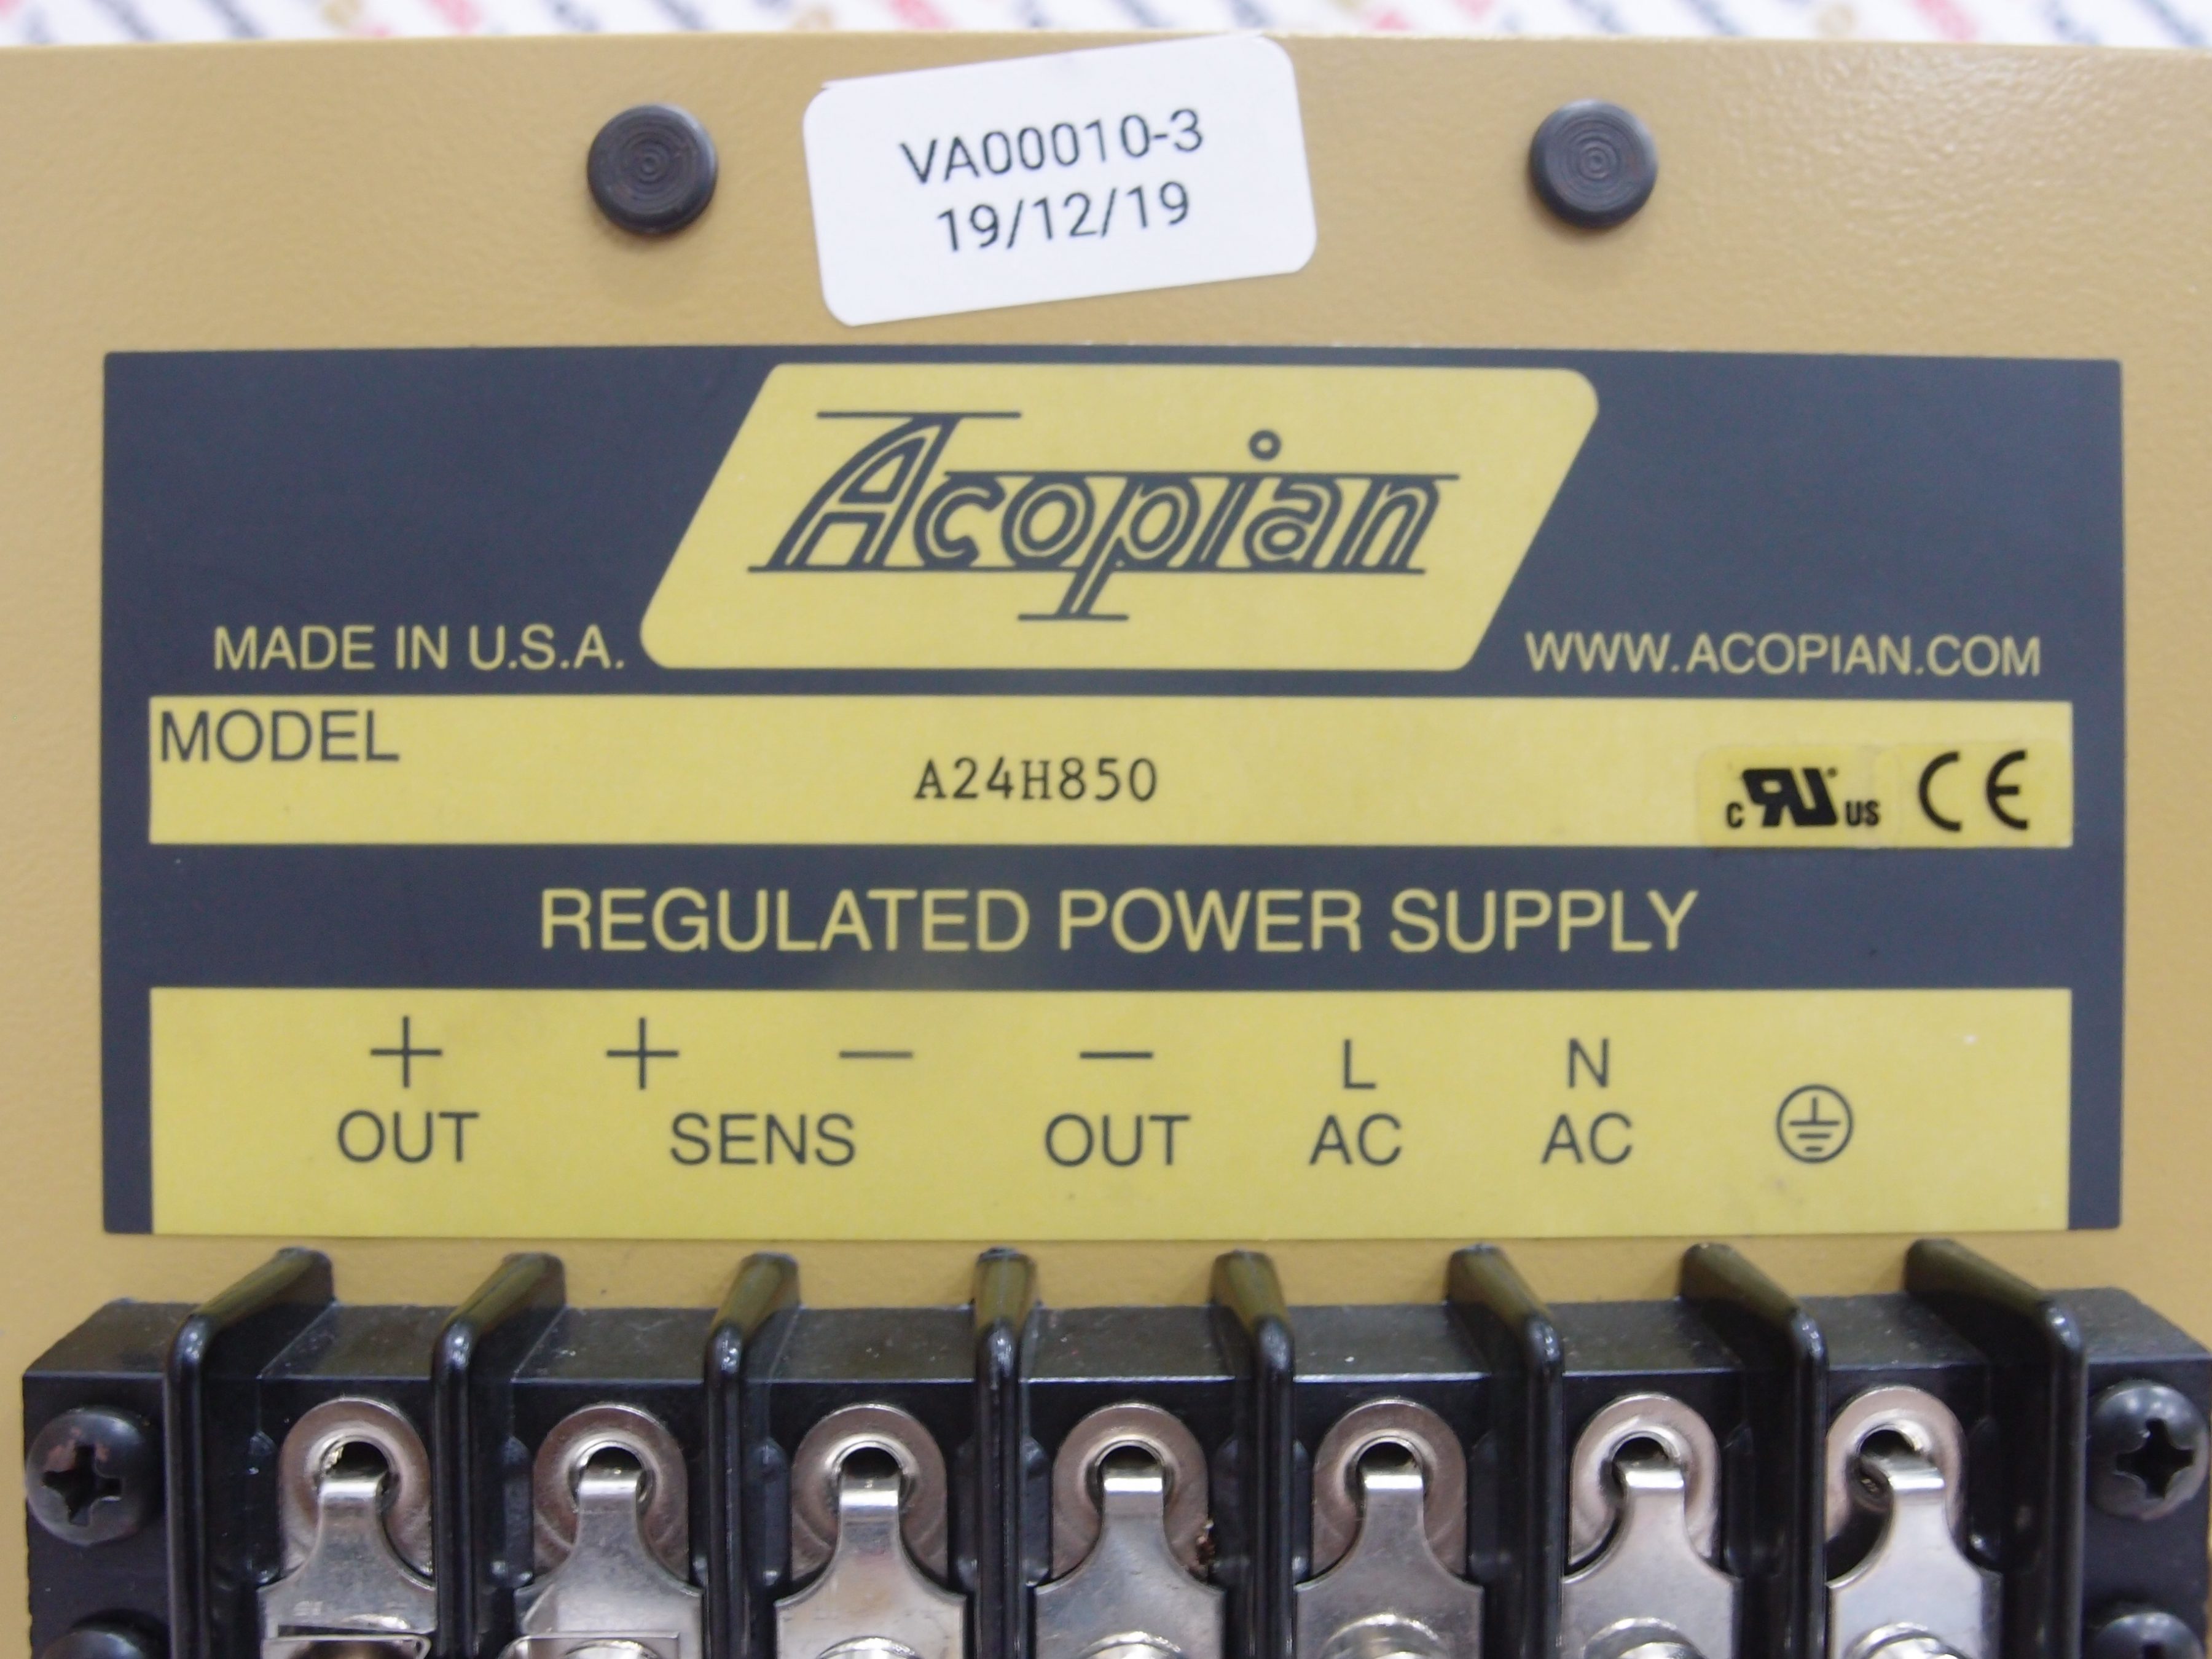 VA00010-3
19/12/19
Acopian
MADE IN U.S.A.
WWW.ACOPIAN.COM
MODEL
A24H850
c RU US CE
REGULATED POWER SUPPLY
+ + − − L N
OUT SENS OUT AC AC